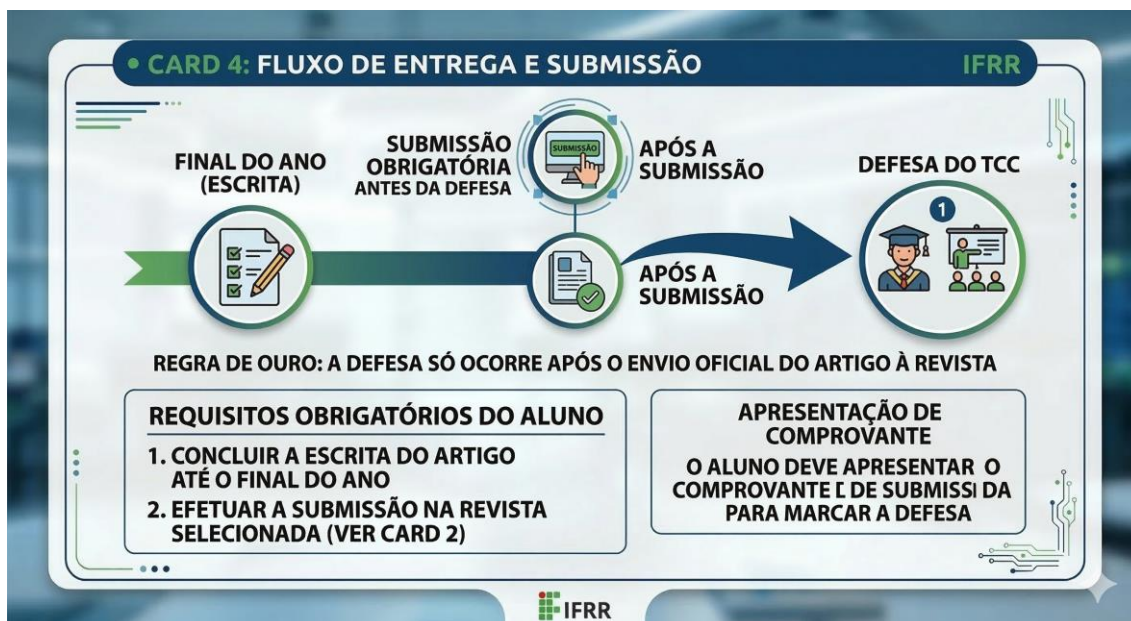 • CARD 4: FLUXO DE ENTREGA E SUBMISSÃO
IFRR
FINAL DO ANO
(ESCRITA)
SUBMISSÃO
OBRIGATÓRIA
ANTES DA DEFESA
SUBMISSÃO
APÓS A
SUBMISSÃO
APÓS A
SUBMISSÃO
DEFESA DO TCC
1
REGRA DE OURO: A DEFESA SÓ OCORRE APÓS O ENVIO OFICIAL DO ARTIGO À REVISTA
REQUISITOS OBRIGATÓRIOS DO ALUNO
1. CONCLUIR A ESCRITA DO ARTIGO
ATÉ O FINAL DO ANO
2. EFETUAR A SUBMISSÃO NA REVISTA
SELECIONADA (VER CARD 2)
APRESENTAÇÃO DE
COMPROVANTE
O ALUNO DEVE APRESENTAR O
COMPROVANTE DE SUBMISSI DA
PARA MARCAR A DEFESA
IFRR